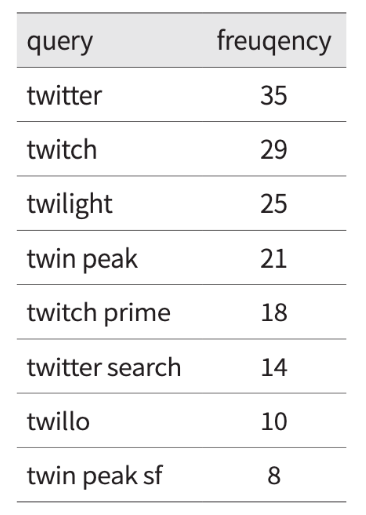 query freuqency
twitter 35
twitch 29
twilight 25
twin peak 21
twitch prime 18
twitter search 14
twillo 10
twin peak sf 8